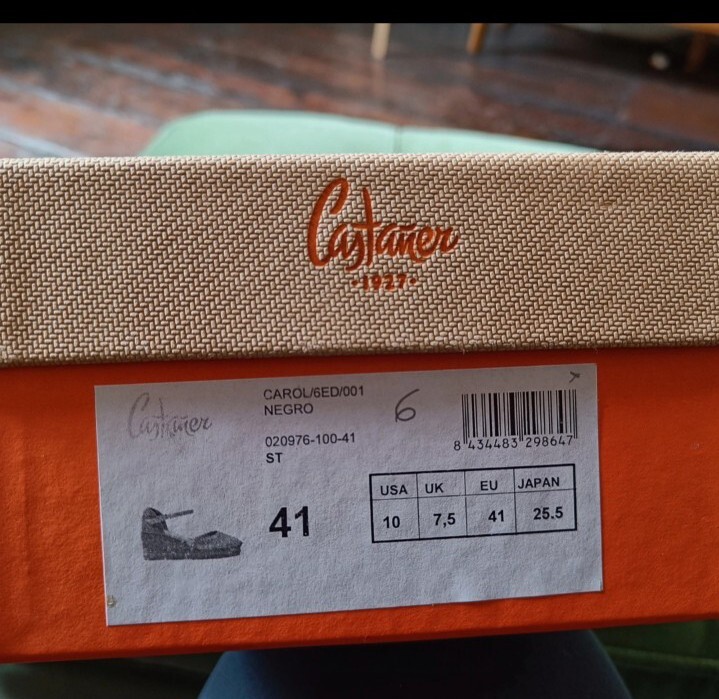 Castañer
·1927·
Castañer
CAROL/6ED/001
NEGRO
020976-100-41
ST
6
8 434483 298647
41
USA UK EU JAPAN
10 7,5 41 25.5